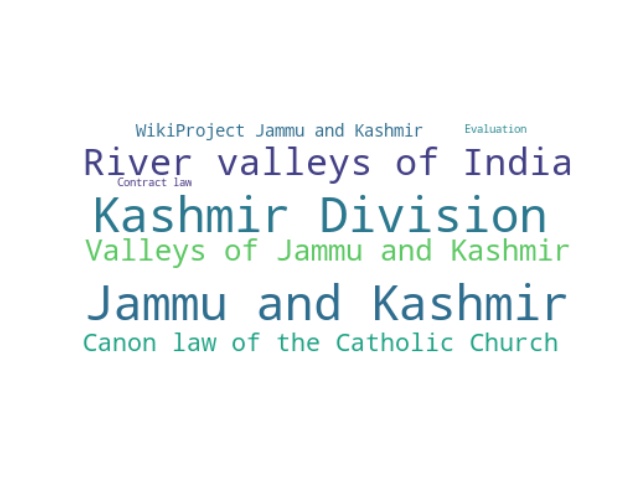 WikiProject Jammu and Kashmir
Evaluation
River valleys of India
Contract law
Kashmir Division
Valleys of Jammu and Kashmir
Jammu and Kashmir
Canon law of the Catholic Church